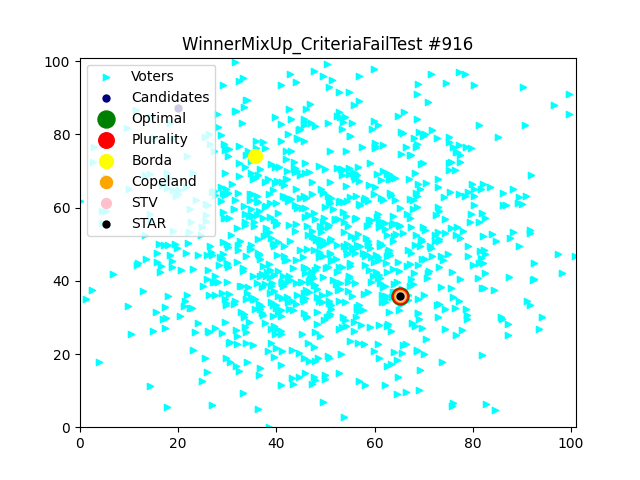 WinnerMixUp_CriteriaFailTest #916
100
80
60
40
20
0
Voters
Candidates
Optimal
Plurality
Borda
Copeland
STV
STAR
0 20 40 60 80 100